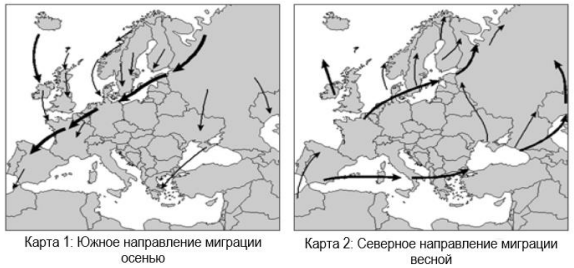 Карта 1: Южное направление миграции
осенью
Карта 2: Северное направление миграции
весной